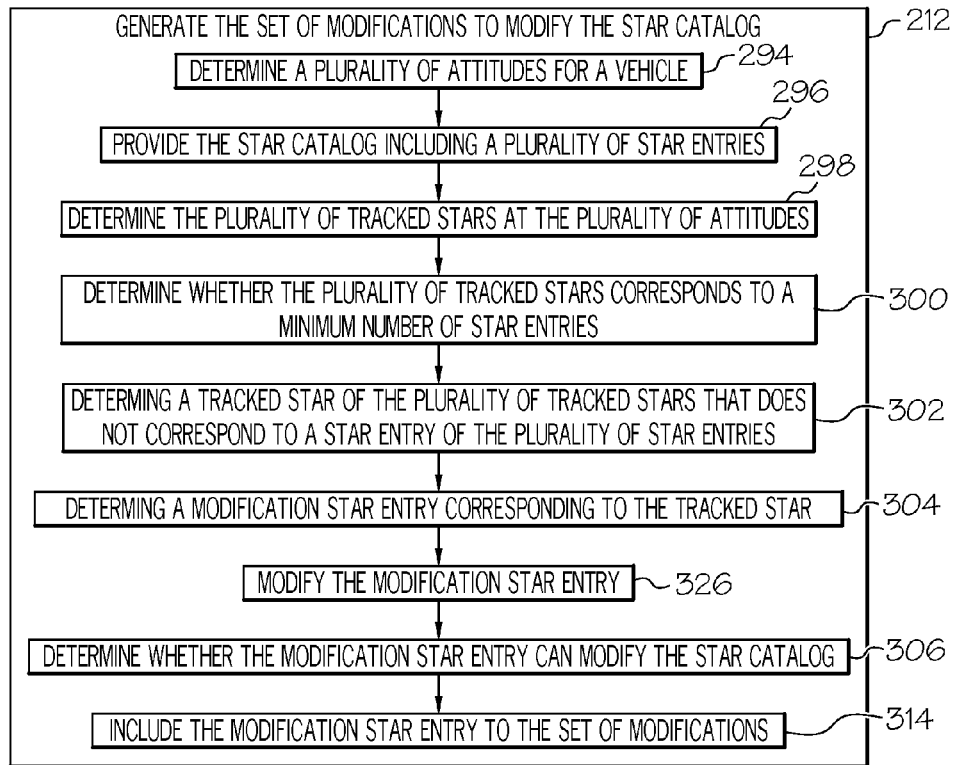 GENERATE THE SET OF MODIFICATIONS TO MODIFY THE STAR CATALOG
212
DETERMINE A PLURALITY OF ATTITUDES FOR A VEHICLE
294
296
PROVIDE THE STAR CATALOG INCLUDING A PLURALITY OF STAR ENTRIES
298
DETERMINE THE PLURALITY OF TRACKED STARS AT THE PLURALITY OF ATTITUDES
DETERMINE WHETHER THE PLURALITY OF TRACKED STARS CORRESPONDS TO A
MINIMUM NUMBER OF STAR ENTRIES
300
DETERMING A TRACKED STAR OF THE PLURALITY OF TRACKED STARS THAT DOES
NOT CORRESPOND TO A STAR ENTRY OF THE PLURALITY OF STAR ENTRIES
302
DETERMING A MODIFICATION STAR ENTRY CORRESPONDING TO THE TRACKED STAR
304
MODIFY THE MODIFICATION STAR ENTRY
326
DETERMINE WHETHER THE MODIFICATION STAR ENTRY CAN MODIFY THE STAR CATALOG
306
INCLUDE THE MODIFICATION STAR ENTRY TO THE SET OF MODIFICATIONS
314